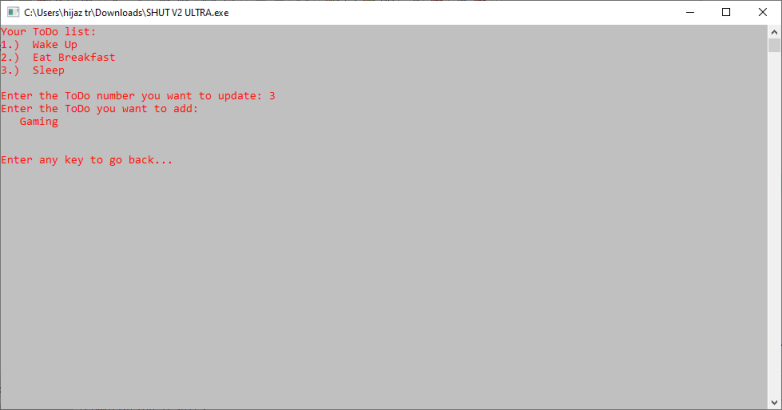 C:\Users\hijaz tr\Downloads\SHUT V2 ULTRA.exe
Your ToDo list:
1.)  Wake Up
2.)  Eat Breakfast
3.)  Sleep
Enter the ToDo number you want to update: 3
Enter the ToDo you want to add:
   Gaming
Enter any key to go back...